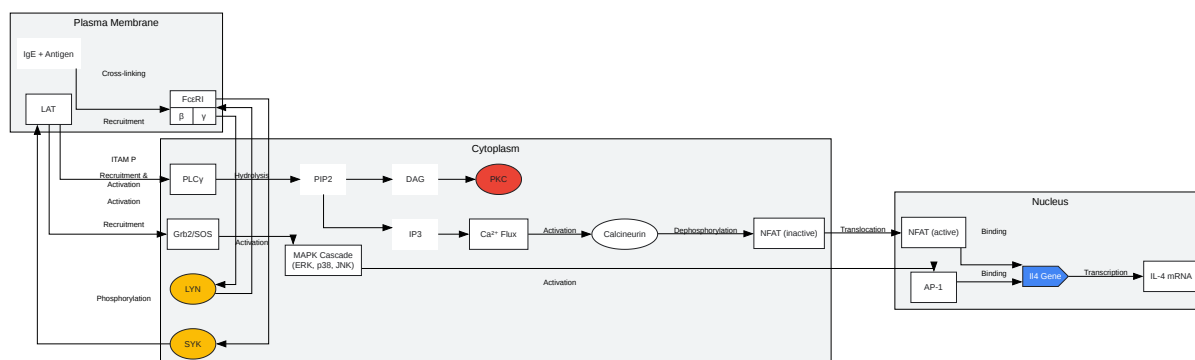 Plasma Membrane
IgE + Antigen
Cross-linking
LAT
FcεRI
β
γ
Recruitment
Cytoplasm
ITAM P
Recruitment &
Activation
Activation
PLCγ
Hydrolysis
PIP2
DAG
PKC
Recruitment
Grb2/SOS
Activation
IP3
Ca²⁺ Flux
Activation
Calcineurin
Dephosphorylation
NFAT (inactive)
Translocation
MAPK Cascade
(ERK, p38, JNK)
Activation
LYN
Phosphorylation
SYK
Nucleus
NFAT (active)
Binding
Binding
AP-1
Il4 Gene
Transcription
IL-4 mRNA